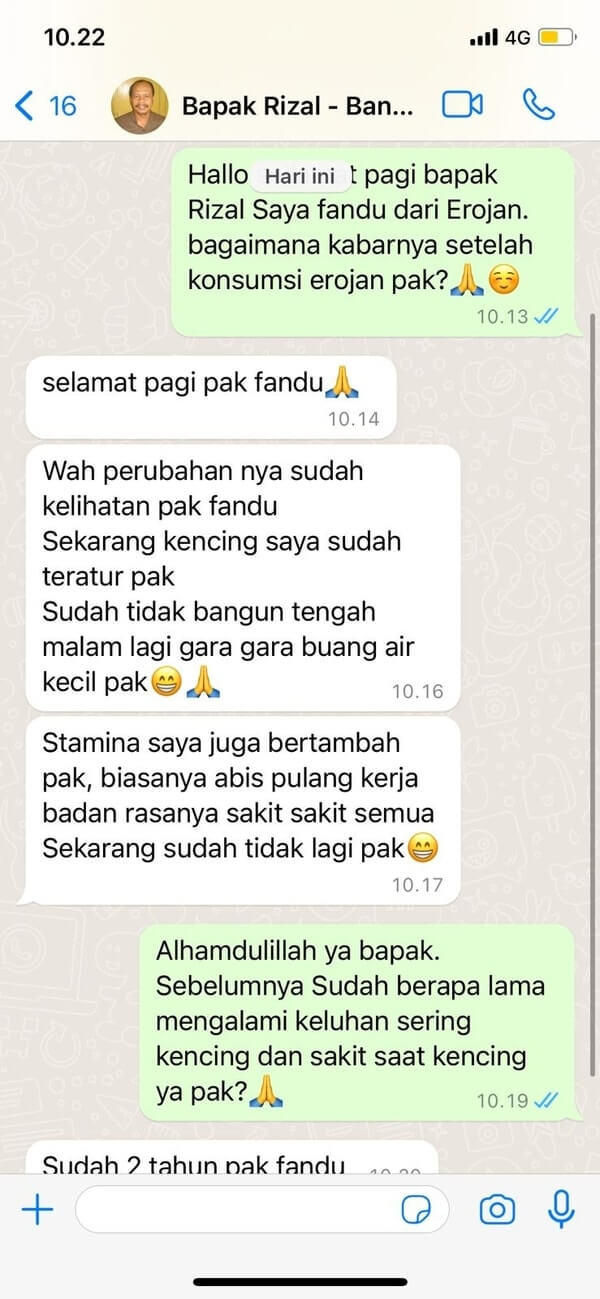 10.22
4G
16
Bapak Rizal - Ban...
Hari ini
Hallo t pagi bapak
Rizal Saya fandu dari Erojan.
bagaimana kabarnya setelah
konsumsi erojan pak?🙏☺️
10.13
selamat pagi pak fandu🙏
10.14
Wah perubahan nya sudah
kelihatan pak fandu
Sekarang kencing saya sudah
teratur pak
Sudah tidak bangun tengah
malam lagi gara gara buang air
kecil pak😁🙏
10.16
Stamina saya juga bertambah
pak, biasanya abis pulang kerja
badan rasanya sakit sakit semua
Sekarang sudah tidak lagi pak😁
10.17
Alhamdulillah ya bapak.
Sebelumnya Sudah berapa lama
mengalami keluhan sering
kencing dan sakit saat kencing
ya pak?🙏
10.19
Sudah 2 tahun pak fandu